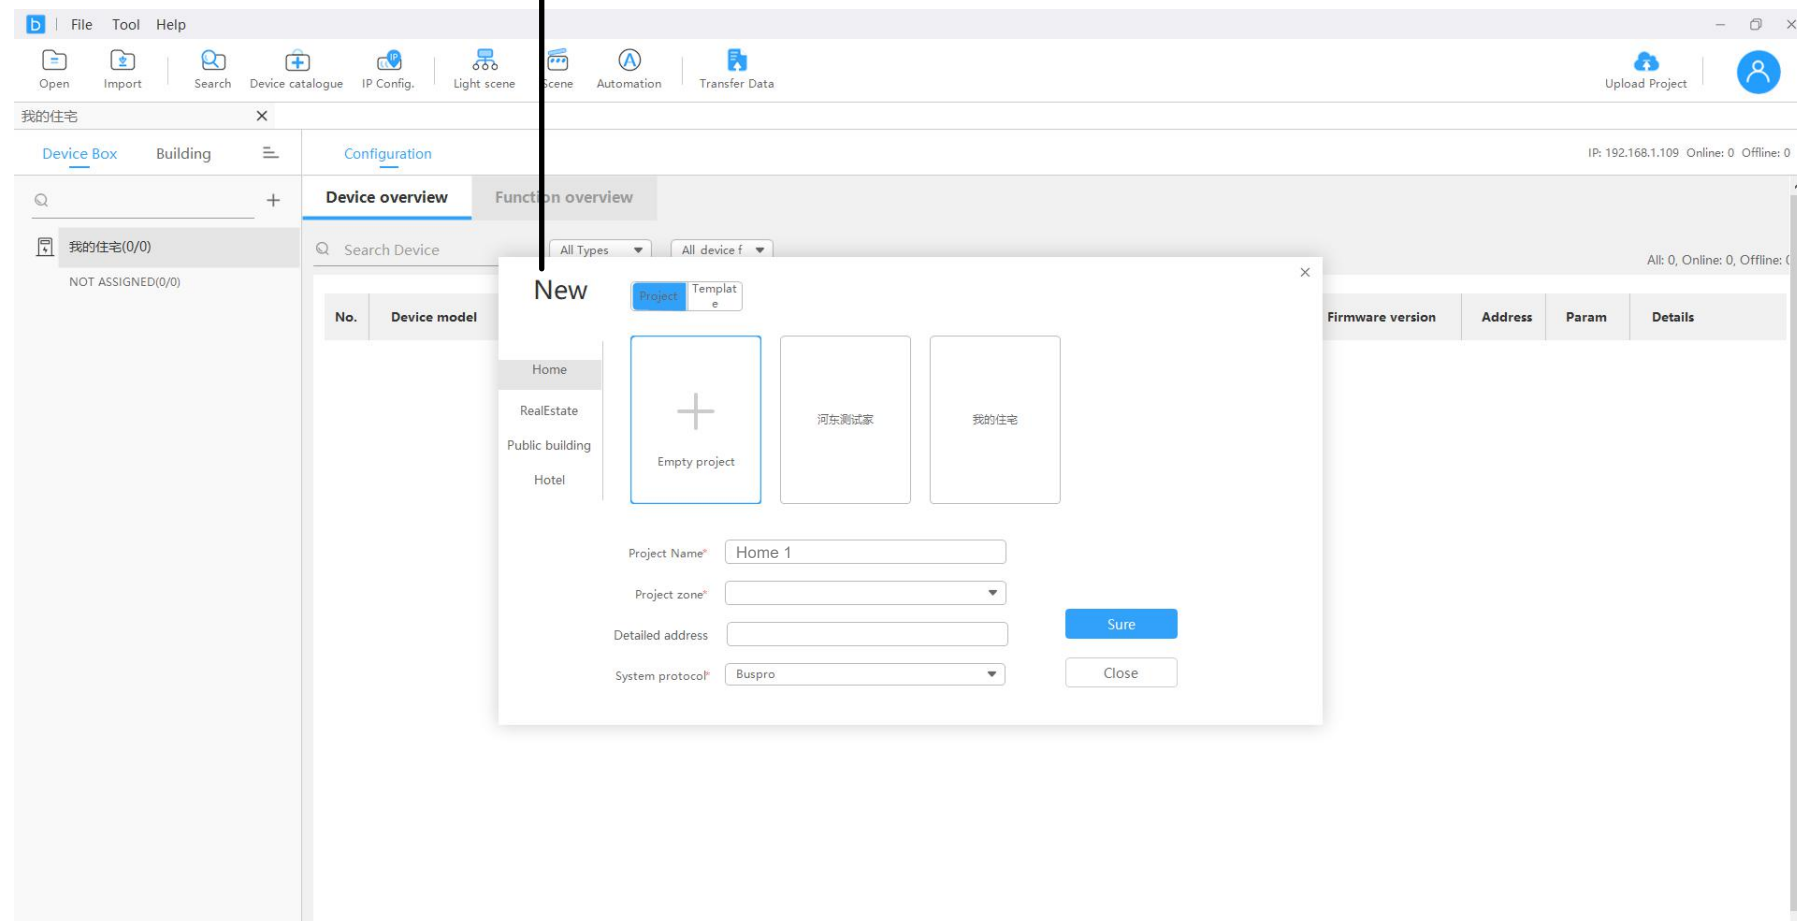 File Tool Help
Open Import Search Device catalogue IP Config. Light scene Scene Automation Transfer Data Upload Project
我的住宅
Device Box Building Configuration IP: 192.168.1.109 Online: 0 Offline: 0
Device overview Function overview
我的住宅(0/0)
Search Device All Types All device f
All: 0, Online: 0, Offline: 0
NOT ASSIGNED(0/0)
New Project Templat
e
No. Device model Firmware version Address Param Details
Home
RealEstate
Public building
Hotel
Empty project
河东测试家
我的住宅
Project Name* Home 1
Project zone*
Detailed address
System protocol* Buspro
Sure
Close